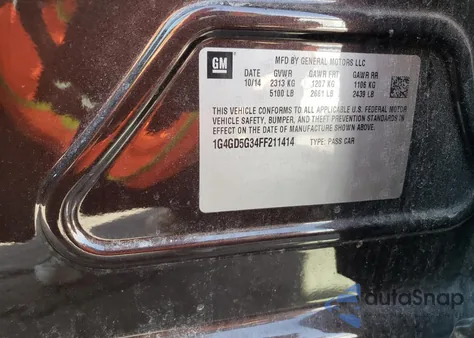 GM
MFD BY GENERAL MOTORS LLC
DATE GVWR GAWR FRT GAWR RR
10/14 2313 KG 1207 KG 1106 KG
5100 LB 2661 LB 2439 LB
THIS VEHICLE CONFORMS TO ALL APPLICABLE U.S. FEDERAL MOTOR
VEHICLE SAFETY, BUMPER, AND THEFT PREVENTION STANDARDS
IN EFFECT ON THE DATE OF MANUFACTURE SHOWN ABOVE.
1G4GD5G34FF211414 TYPE: PASS CAR
autoSnap